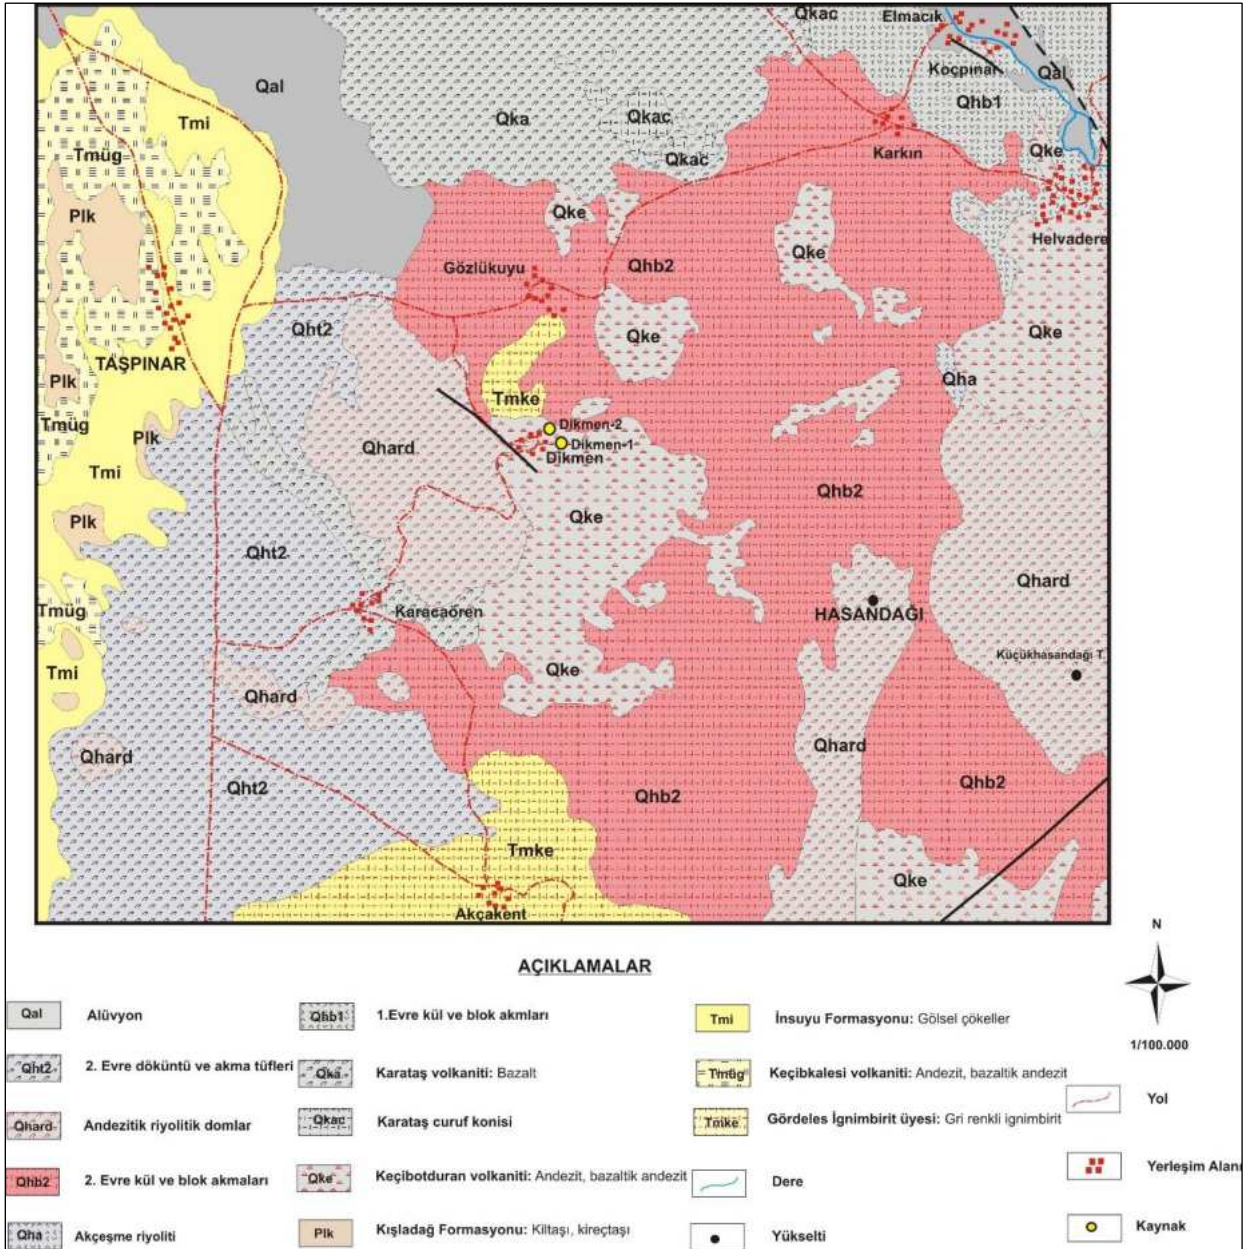 Qkac
Elmacık
Koçpınar
Qal
Qal
Qhb1
Qka
Qkac
Tmi
Karkın
Qkac
Qke
Tmüg
Plk
Qke
Helvadere
Qke
Gözlükuyu
Qhb2
Qht2
Qke
Qke
TAŞPINAR
Plk
Tmke
Qha
Tmüg
Plk
Dikmen-2
Dikmen-1
Dikmen
Qhard
Tmi
Qhb2
Plk
Qke
Qht2
Qhard
Tmüg
Karacaören
HASANDAĞI
Küçükhasandağı T.
Tmi
Qke
Qhard
Qhard
Qhard
Qht2
Qhb2
Qhb2
Tmke
Qke
Akçakent
N
AÇIKLAMALAR
1/100.000
Qal Alüvyon
Qht2 2. Evre döküntü ve akma tüfleri
Qhard Andezitik riyolitik domlar
Qhb2 2. Evre kül ve blok akmaları
Qha Akçeşme riyoliti
Qhb1 1.Evre kül ve blok akmları
Qka Karataş volkaniti: Bazalt
Qkac Karataş curuf konisi
Qke Keçibotduran volkaniti: Andezit, bazaltik andezit
Plk Kışladağ Formasyonu: Kiltaşı, kireçtaşı
Tmi İnsuyu Formasyonu: Gölsel çökeller
Tmüg Keçibkalesi volkaniti: Andezit, bazaltik andezit
Tmke Gördeles İgnimbirit üyesi: Gri renkli ignimbirit
Dere
Yükselti
Yol
Yerleşim Alanı
Kaynak